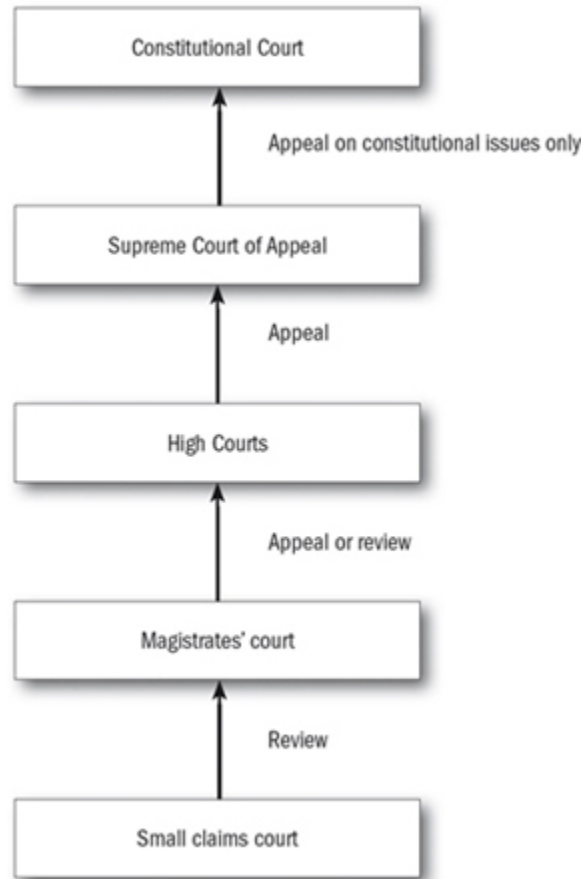 Constitutional Court
Appeal on constitutional issues only
Supreme Court of Appeal
Appeal
High Courts
Appeal or review
Magistrates’ court
Review
Small claims court